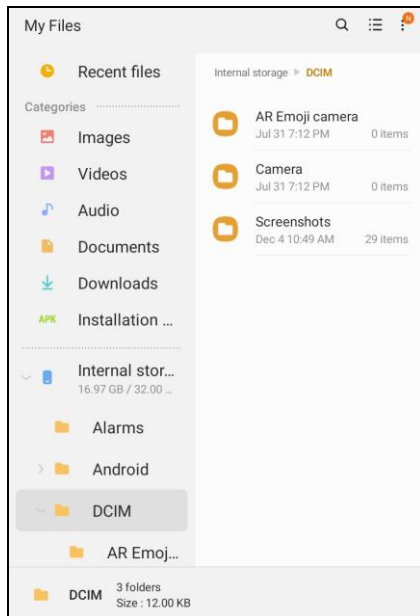 My Files
N
Recent files
Categories
Images
Videos
Audio
Documents
Downloads
APK Installation ...
Internal stor...
16.97 GB / 32.00 ...
Alarms
Android
DCIM
AR Emoj...
Internal storage ▶ DCIM
AR Emoji camera
Jul 31 7:12 PM 0 items
Camera
Jul 31 7:12 PM 0 items
Screenshots
Dec 4 10:49 AM 29 items
DCIM
3 folders
Size : 12.00 KB